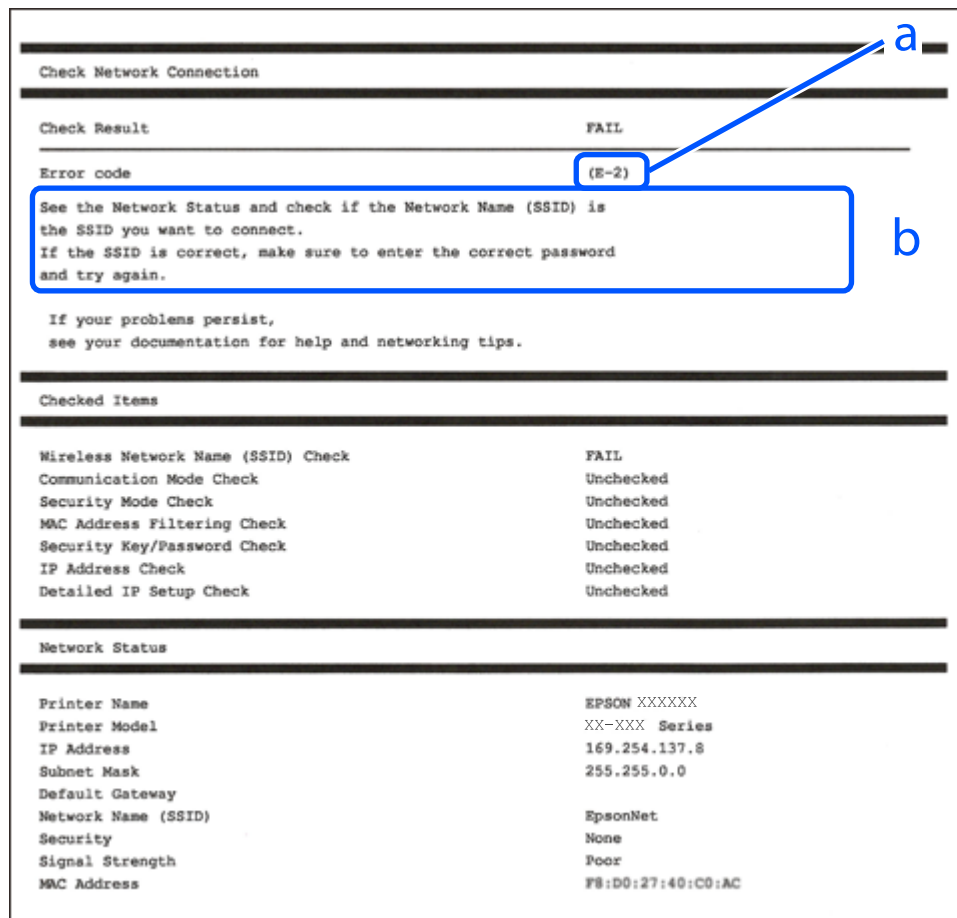 a
Check Network Connection
Check Result FAIL
Error code (E-2)
See the Network Status and check if the Network Name (SSID) is
the SSID you want to connect.
If the SSID is correct, make sure to enter the correct password
and try again.
b
If your problems persist,
see your documentation for help and networking tips.
Checked Items
Wireless Network Name (SSID) Check FAIL
Communication Mode Check Unchecked
Security Mode Check Unchecked
MAC Address Filtering Check Unchecked
Security Key/Password Check Unchecked
IP Address Check Unchecked
Detailed IP Setup Check Unchecked
Network Status
Printer Name EPSON XXXXXX
Printer Model XX-XXX Series
IP Address 169.254.137.8
Subnet Mask 255.255.0.0
Default Gateway
Network Name (SSID) EpsonNet
Security None
Signal Strength Poor
MAC Address F8:D0:27:40:C0:AC